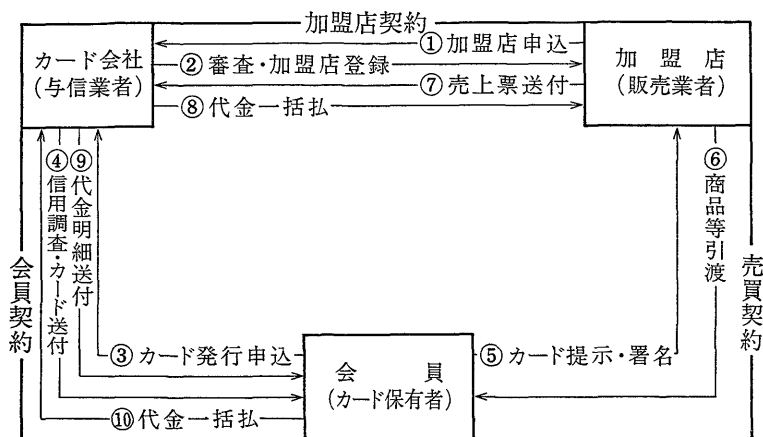 加盟店契約
カード会社
(与信業者)
①加盟店申込
②審査・加盟店登録
⑦売上票送付
⑧代金一括払
加盟店
(販売業者)
④信用調査・カード送付
⑨代金明細送付
⑥商品等引渡
会員契約
売買契約
③カード発行申込
⑤カード提示・署名
会員
(カード保有者)
⑩代金一括払